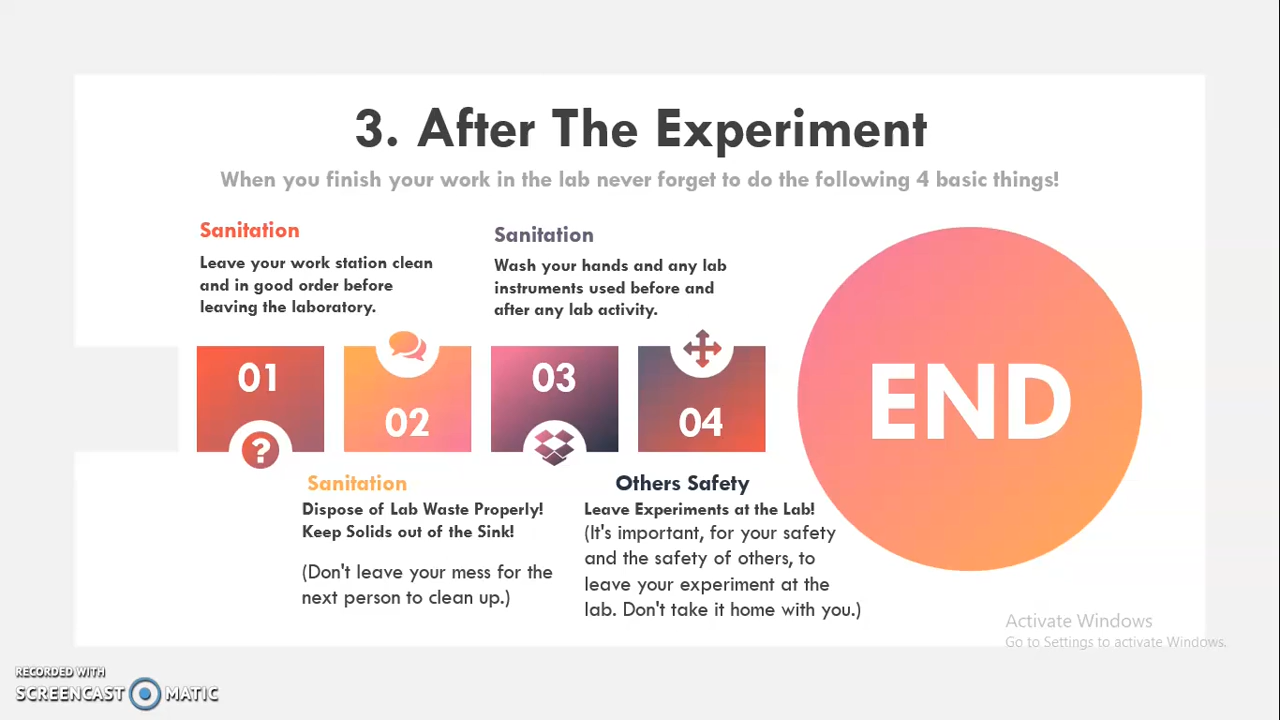 3. After The Experiment
When you finish your work in the lab never forget to do the following 4 basic things!
Sanitation
Leave your work station clean
and in good order before
leaving the laboratory.
Sanitation
Wash your hands and any lab
instruments used before and
after any lab activity.
01
02
03
04
?
END
Sanitation
Dispose of Lab Waste Properly!
Keep Solids out of the Sink!
(Don't leave your mess for the
next person to clean up.)
Others Safety
Leave Experiments at the Lab!
(It's important, for your safety
and the safety of others, to
leave your experiment at the
lab. Don't take it home with you.)
Activate Windows
Go to Settings to activate Windows.
RECORDED WITH
SCREENCAST MATIC